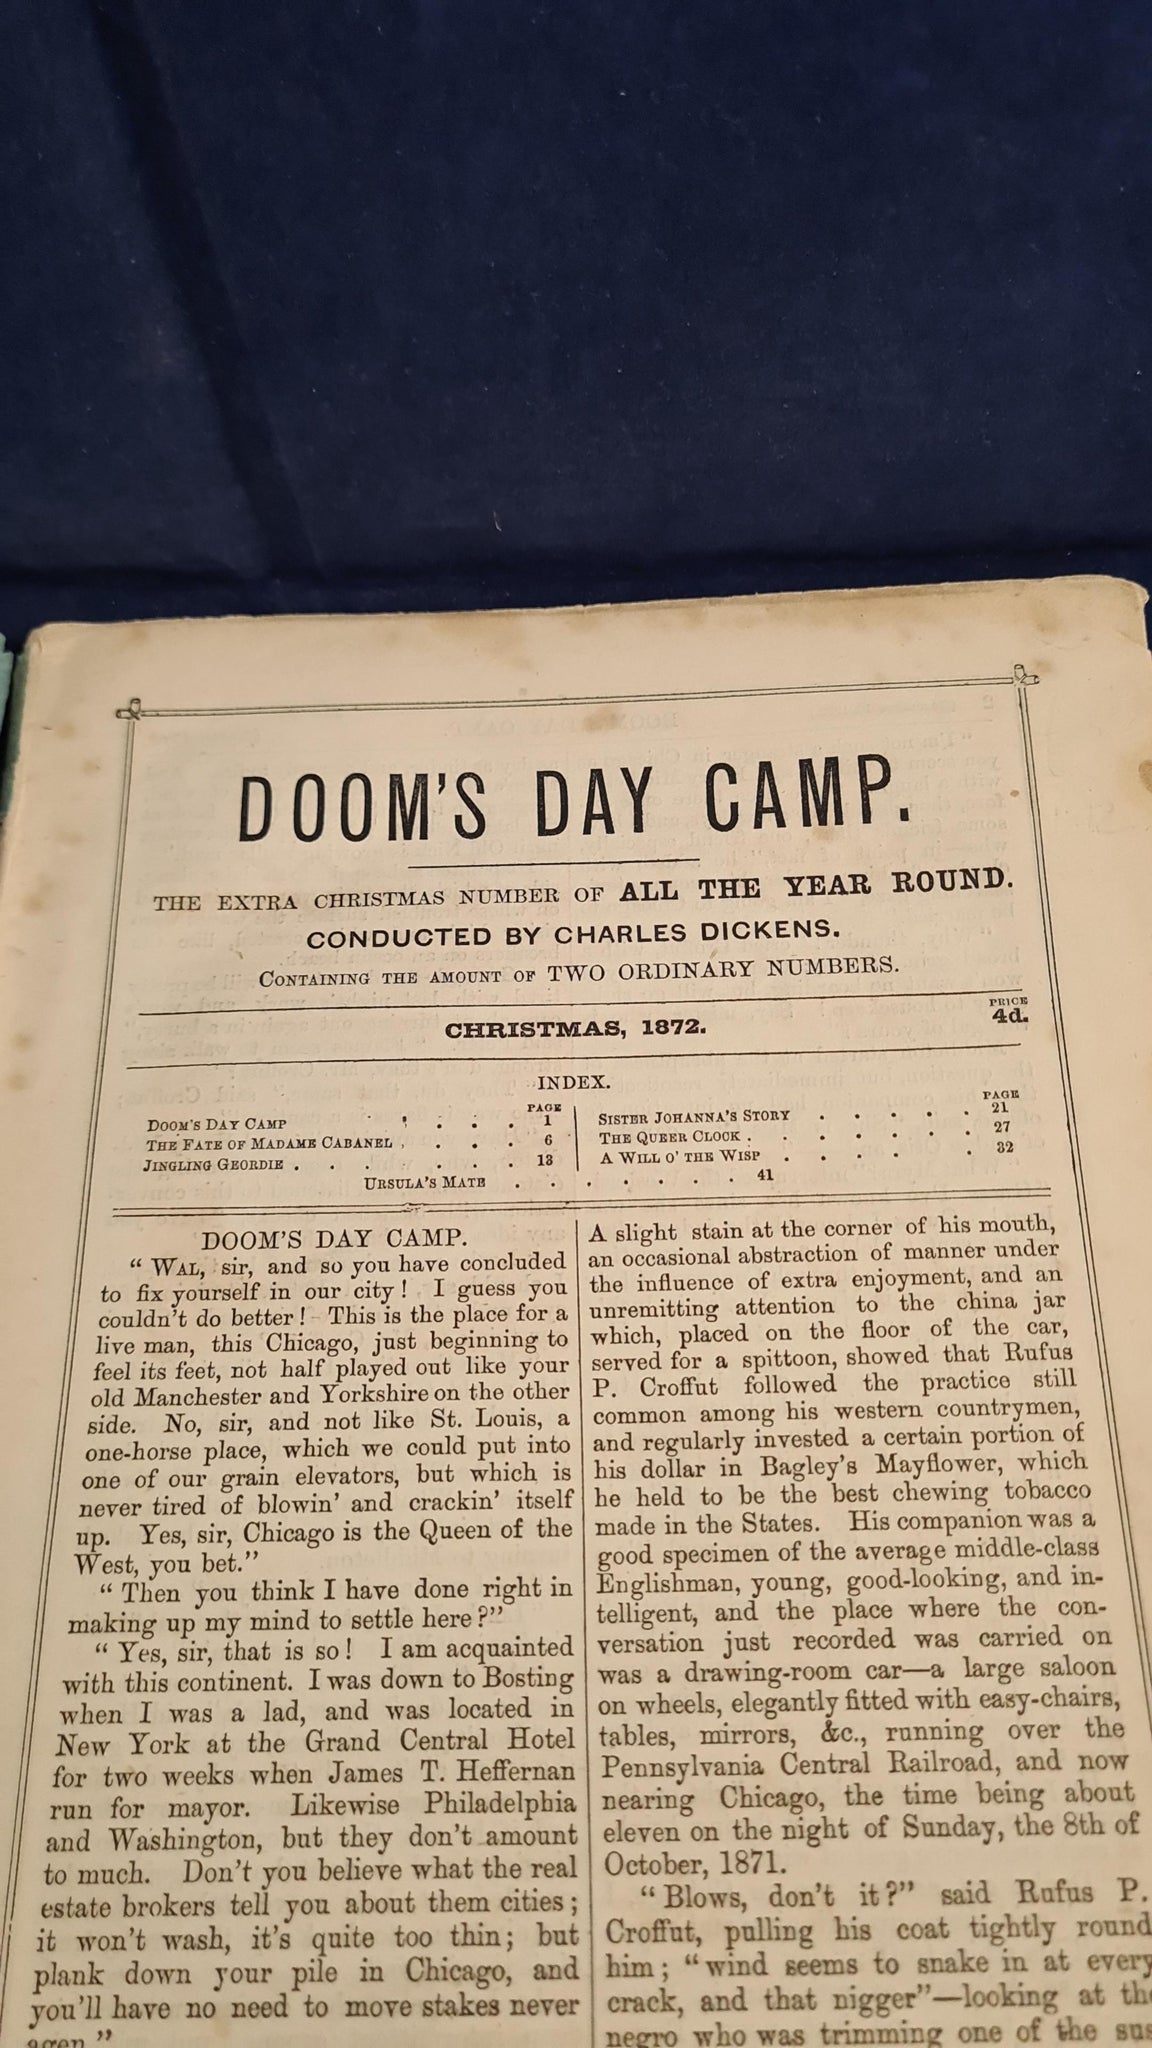 DOOM'S DAY CAMP.
THE EXTRA CHRISTMAS NUMBER OF ALL THE YEAR ROUND.
CONDUCTED BY CHARLES DICKENS.
CONTAINING THE AMOUNT OF TWO ORDINARY NUMBERS.
CHRISTMAS, 1872.
PRICE
4d.
INDEX.
PAGE
DOOM'S DAY CAMP . . . . 1
THE FATE OF MADAME CABANEL . . . . 6
JINGLING GEORDIE . . . . . . . 13
PAGE
SISTER JOHANNA'S STORY . . . . . 21
THE QUEER CLOCK . . . . . . . 27
A WILL O' THE WISP . . . . . 32
URSULA'S MATE . . . . . . . 41
DOOM'S DAY CAMP.
"WAL, sir, and so you have concluded
to fix yourself in our city! I guess you
couldn't do better! This is the place for a
live man, this Chicago, just beginning to
feel its feet, not half played out like your
old Manchester and Yorkshire on the other
side. No, sir, and not like St. Louis, a
one-horse place, which we could put into
one of our grain elevators, but which is
never tired of blowin' and crackin' itself
up. Yes, sir, Chicago is the Queen of the
West, you bet."
"Then you think I have done right in
making up my mind to settle here?"
"Yes, sir, that is so! I am acquainted
with this continent. I was down to Bosting
when I was a lad, and was located in
New York at the Grand Central Hotel
for two weeks when James T. Heffernan
run for mayor. Likewise Philadelphia
and Washington, but they don't amount
to much. Don't you believe what the real
estate brokers tell you about them cities;
it won't wash, it's quite too thin; but
plank down your pile in Chicago, and
you'll have no need to move stakes never
agen."
A slight stain at the corner of his mouth,
an occasional abstraction of manner under
the influence of extra enjoyment, and an
unremitting attention to the china jar
which, placed on the floor of the car,
served for a spittoon, showed that Rufus
P. Croffut followed the practice still
common among his western countrymen,
and regularly invested a certain portion of
his dollar in Bagley's Mayflower, which
he held to be the best chewing tobacco
made in the States. His companion was a
good specimen of the average middle-class
Englishman, young, good-looking, and in-
telligent, and the place where the con-
versation just recorded was carried on
was a drawing-room car—a large saloon
on wheels, elegantly fitted with easy-chairs,
tables, mirrors, &c., running over the
Pennsylvania Central Railroad, and now
nearing Chicago, the time being about
eleven on the night of Sunday, the 8th of
October, 1871.
"Blows, don't it?" said Rufus P.
Croffut, pulling his coat tightly round
him; "wind seems to snake in at every
crack, and that nigger"—looking at the
negro who was trimming one of the sus